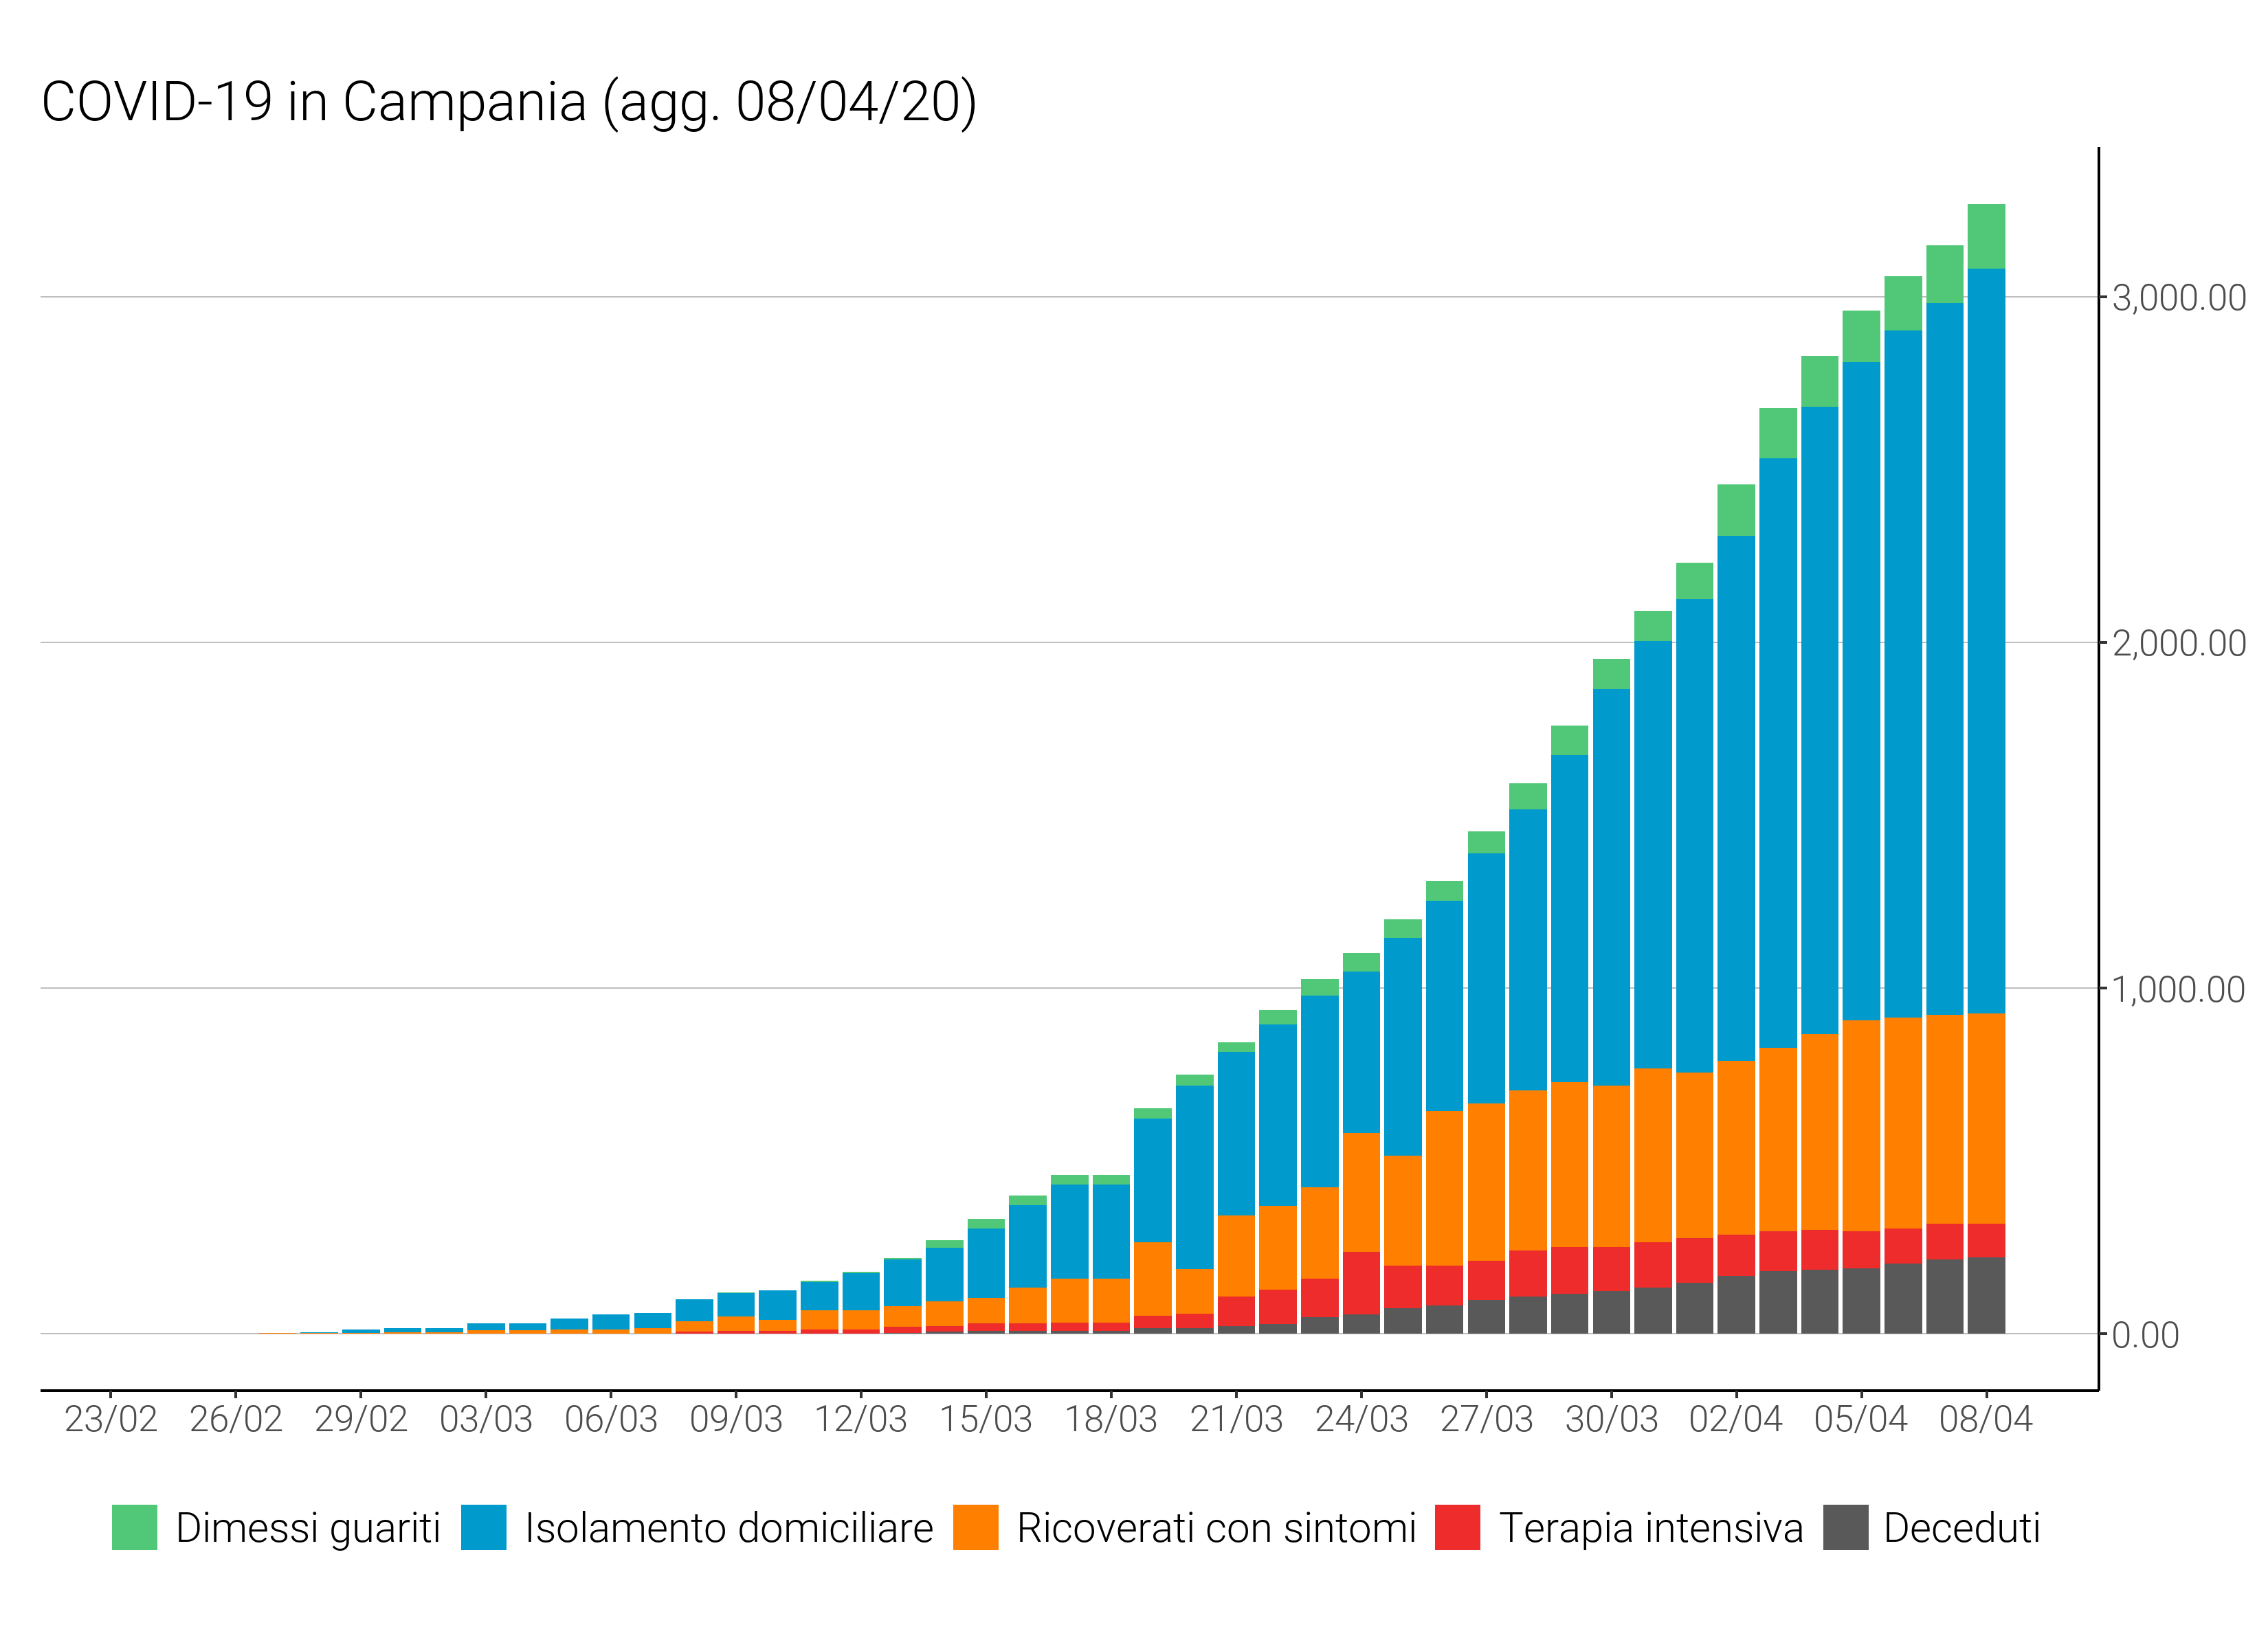 COVID-19 in Campania (agg. 08/04/20)
3,000.00
2,000.00
1,000.00
0.00
23/02 26/02 29/02 03/03 06/03 09/03 12/03 15/03 18/03 21/03 24/03 27/03 30/03 02/04 05/04 08/04
Dimessi guariti Isolamento domiciliare Ricoverati con sintomi Terapia intensiva Deceduti